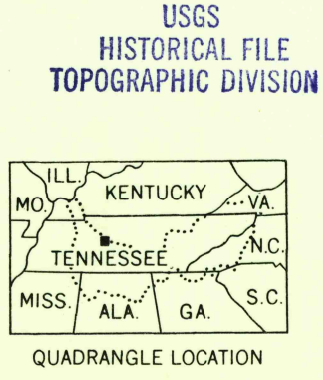 USGS
HISTORICAL FILE
TOPOGRAPHIC DIVISION
ILL.
KENTUCKY
MO.
VA.
TENNESSEE
N.C.
MISS.
ALA.
GA.
S.C.
QUADRANGLE LOCATION